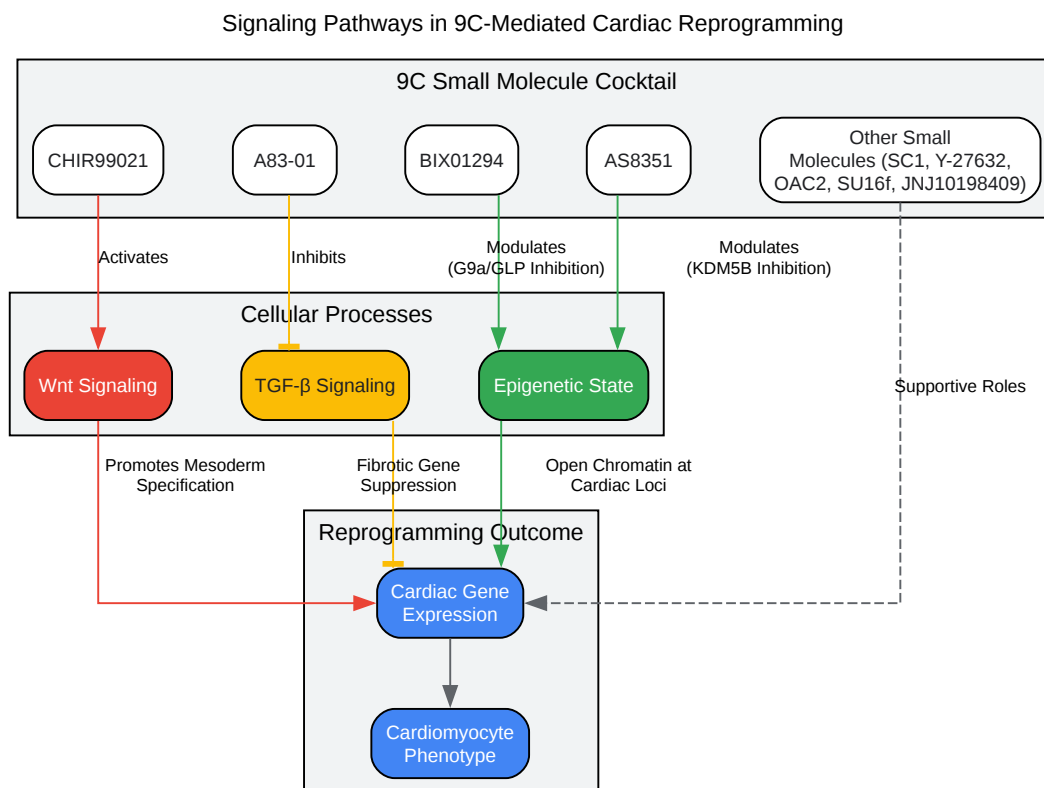 Signaling Pathways in 9C-Mediated Cardiac Reprogramming
9C Small Molecule Cocktail
CHIR99021
A83-01
BIX01294
AS8351
Other Small
Molecules (SC1, Y-27632,
OAC2, SU16f, JNJ10198409)
Activates
Inhibits
Modulates
(G9a/GLP Inhibition)
Modulates
(KDM5B Inhibition)
Cellular Processes
Wnt Signaling
TGF-β Signaling
Epigenetic State
Supportive Roles
Promotes Mesoderm
Specification
Fibrotic Gene
Suppression
Open Chromatin at
Cardiac Loci
Reprogramming Outcome
Cardiac Gene
Expression
Cardiomyocyte
Phenotype